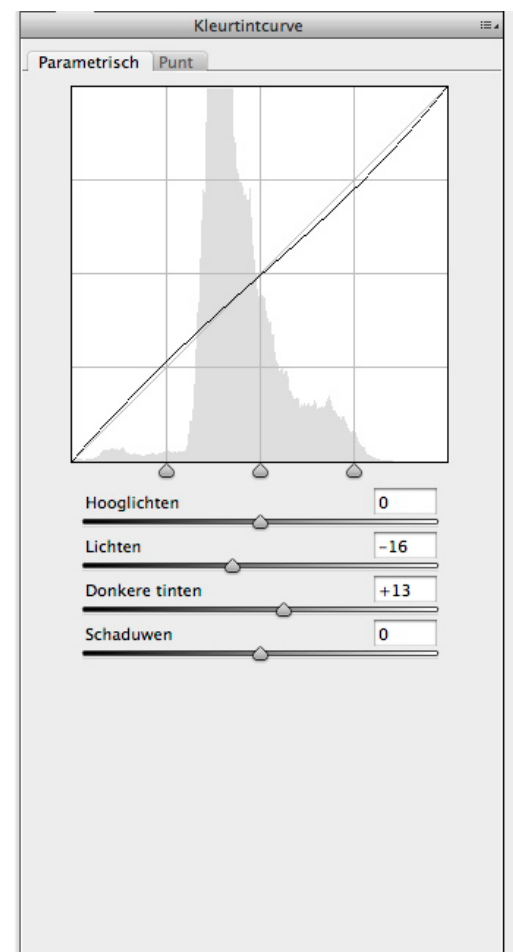 Kleurtintcurve
Parametrisch Punt
Hooglichten 0
Lichten -16
Donkere tinten +13
Schaduwen 0